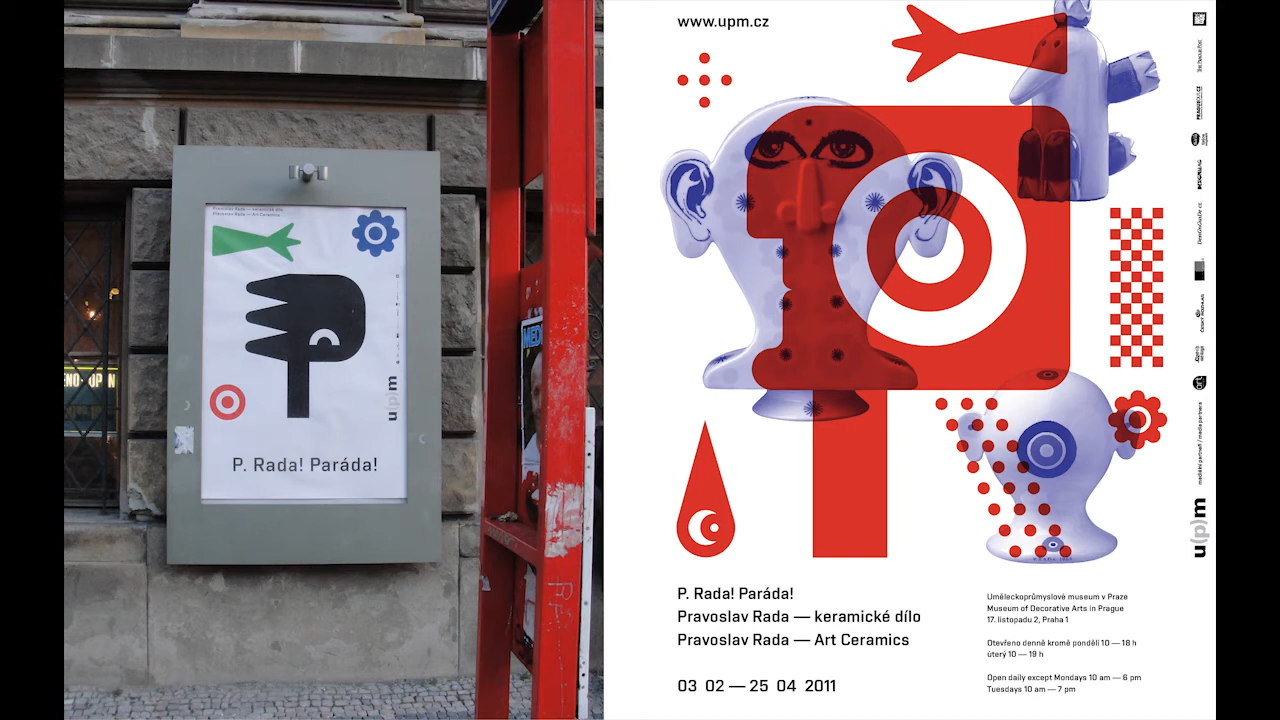 Pravoslav Rada — keramické dílo
Pravoslav Rada — Art Ceramics
u(p)m
P. Rada! Paráda!
www.upm.cz
P. Rada! Paráda!
Pravoslav Rada — keramické dílo
Pravoslav Rada — Art Ceramics
03 02 — 25 04 2011
Uměleckoprůmyslové museum v Praze
Museum of Decorative Arts in Prague
17. listopadu 2, Praha 1
Otevřeno denně kromě pondělí 10 — 18 h
úterý 10 — 19 h
Open daily except Mondays 10 am — 6 pm
Tuesdays 10 am — 7 pm
The Prague Post
mediální partneři / media partners
u(p)m